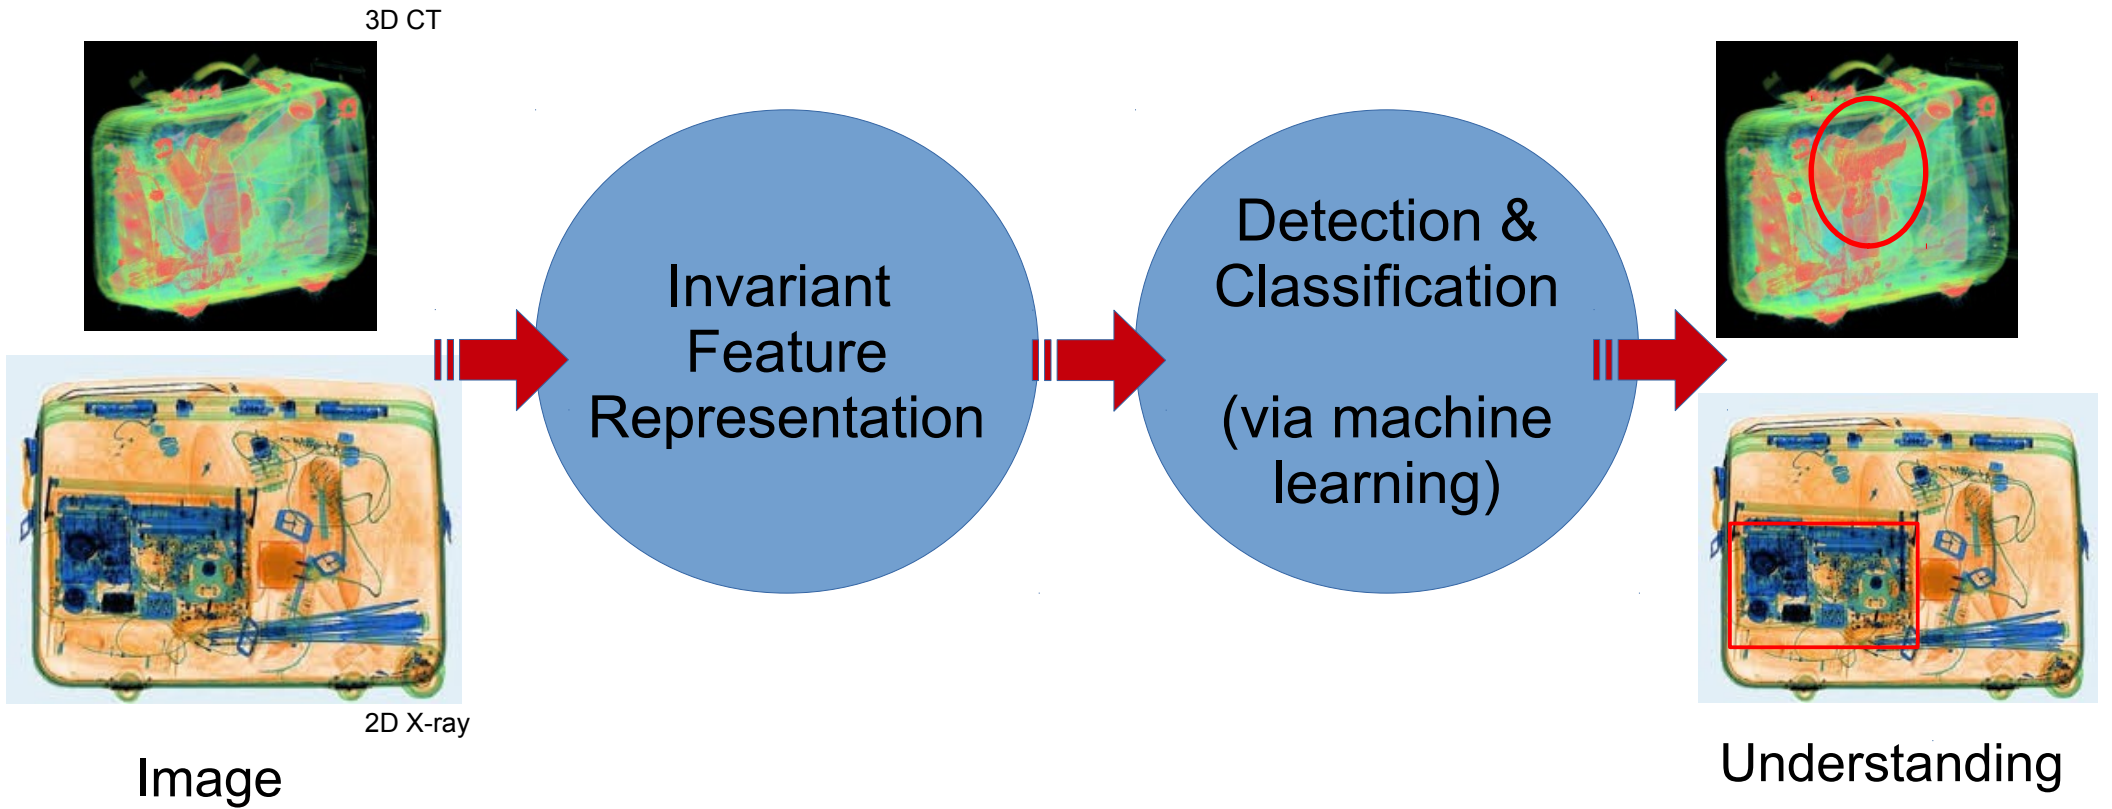 3D CT
Invariant
Feature
Representation
Detection &
Classification
(via machine
learning)
2D X-ray
Image
Understanding